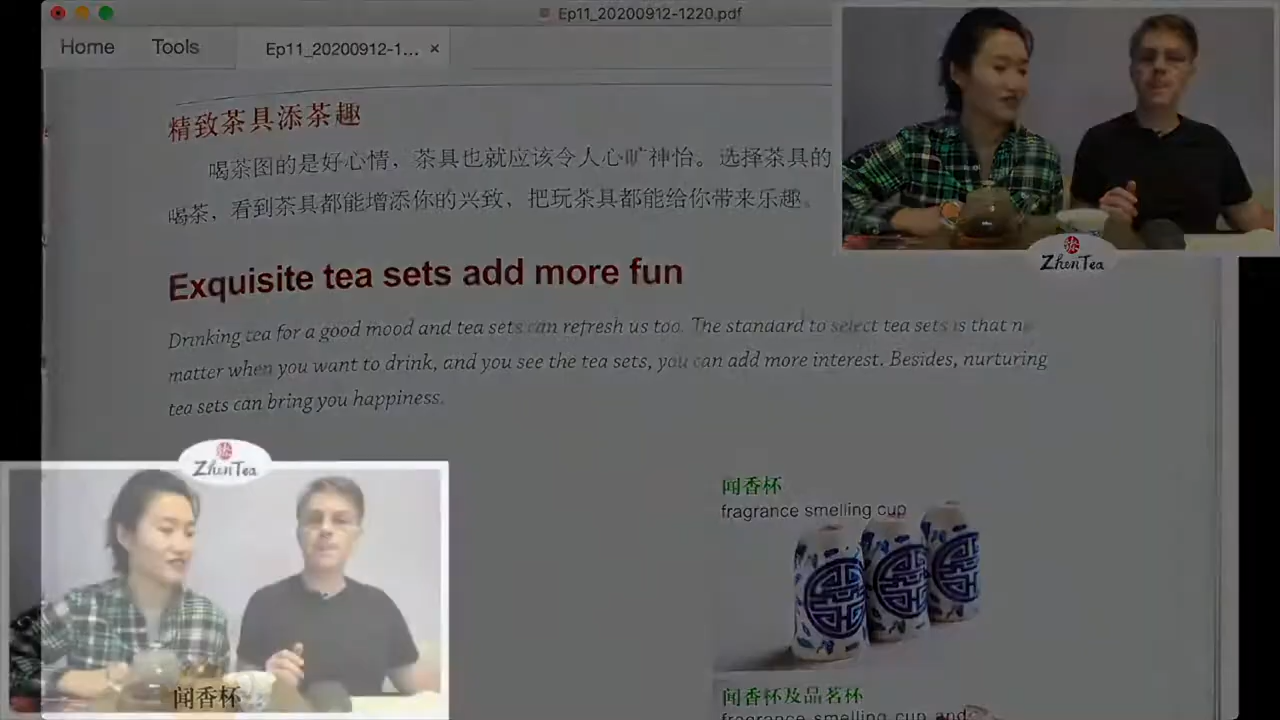 Ep11_20200912-1220.pdf
Home
Tools
Ep11_20200912-1... ×
精致茶具添茶趣
喝茶图的是好心情，茶具也就应该令人心旷神怡。选择茶具的
喝茶，看到茶具都能增添你的兴致，把玩茶具都能给你带来乐趣。
Exquisite tea sets add more fun
Drinking tea for a good mood and tea sets can refresh us too. The standard to select tea sets is that no
matter when you want to drink, and you see the tea sets, you can add more interest. Besides, nurturing
tea sets can bring you happiness.
ZhenTea
闻香杯
fragrance smelling cup
ZhenTea
闻香杯
闻香杯及品茗杯
fragrance smelling cup and